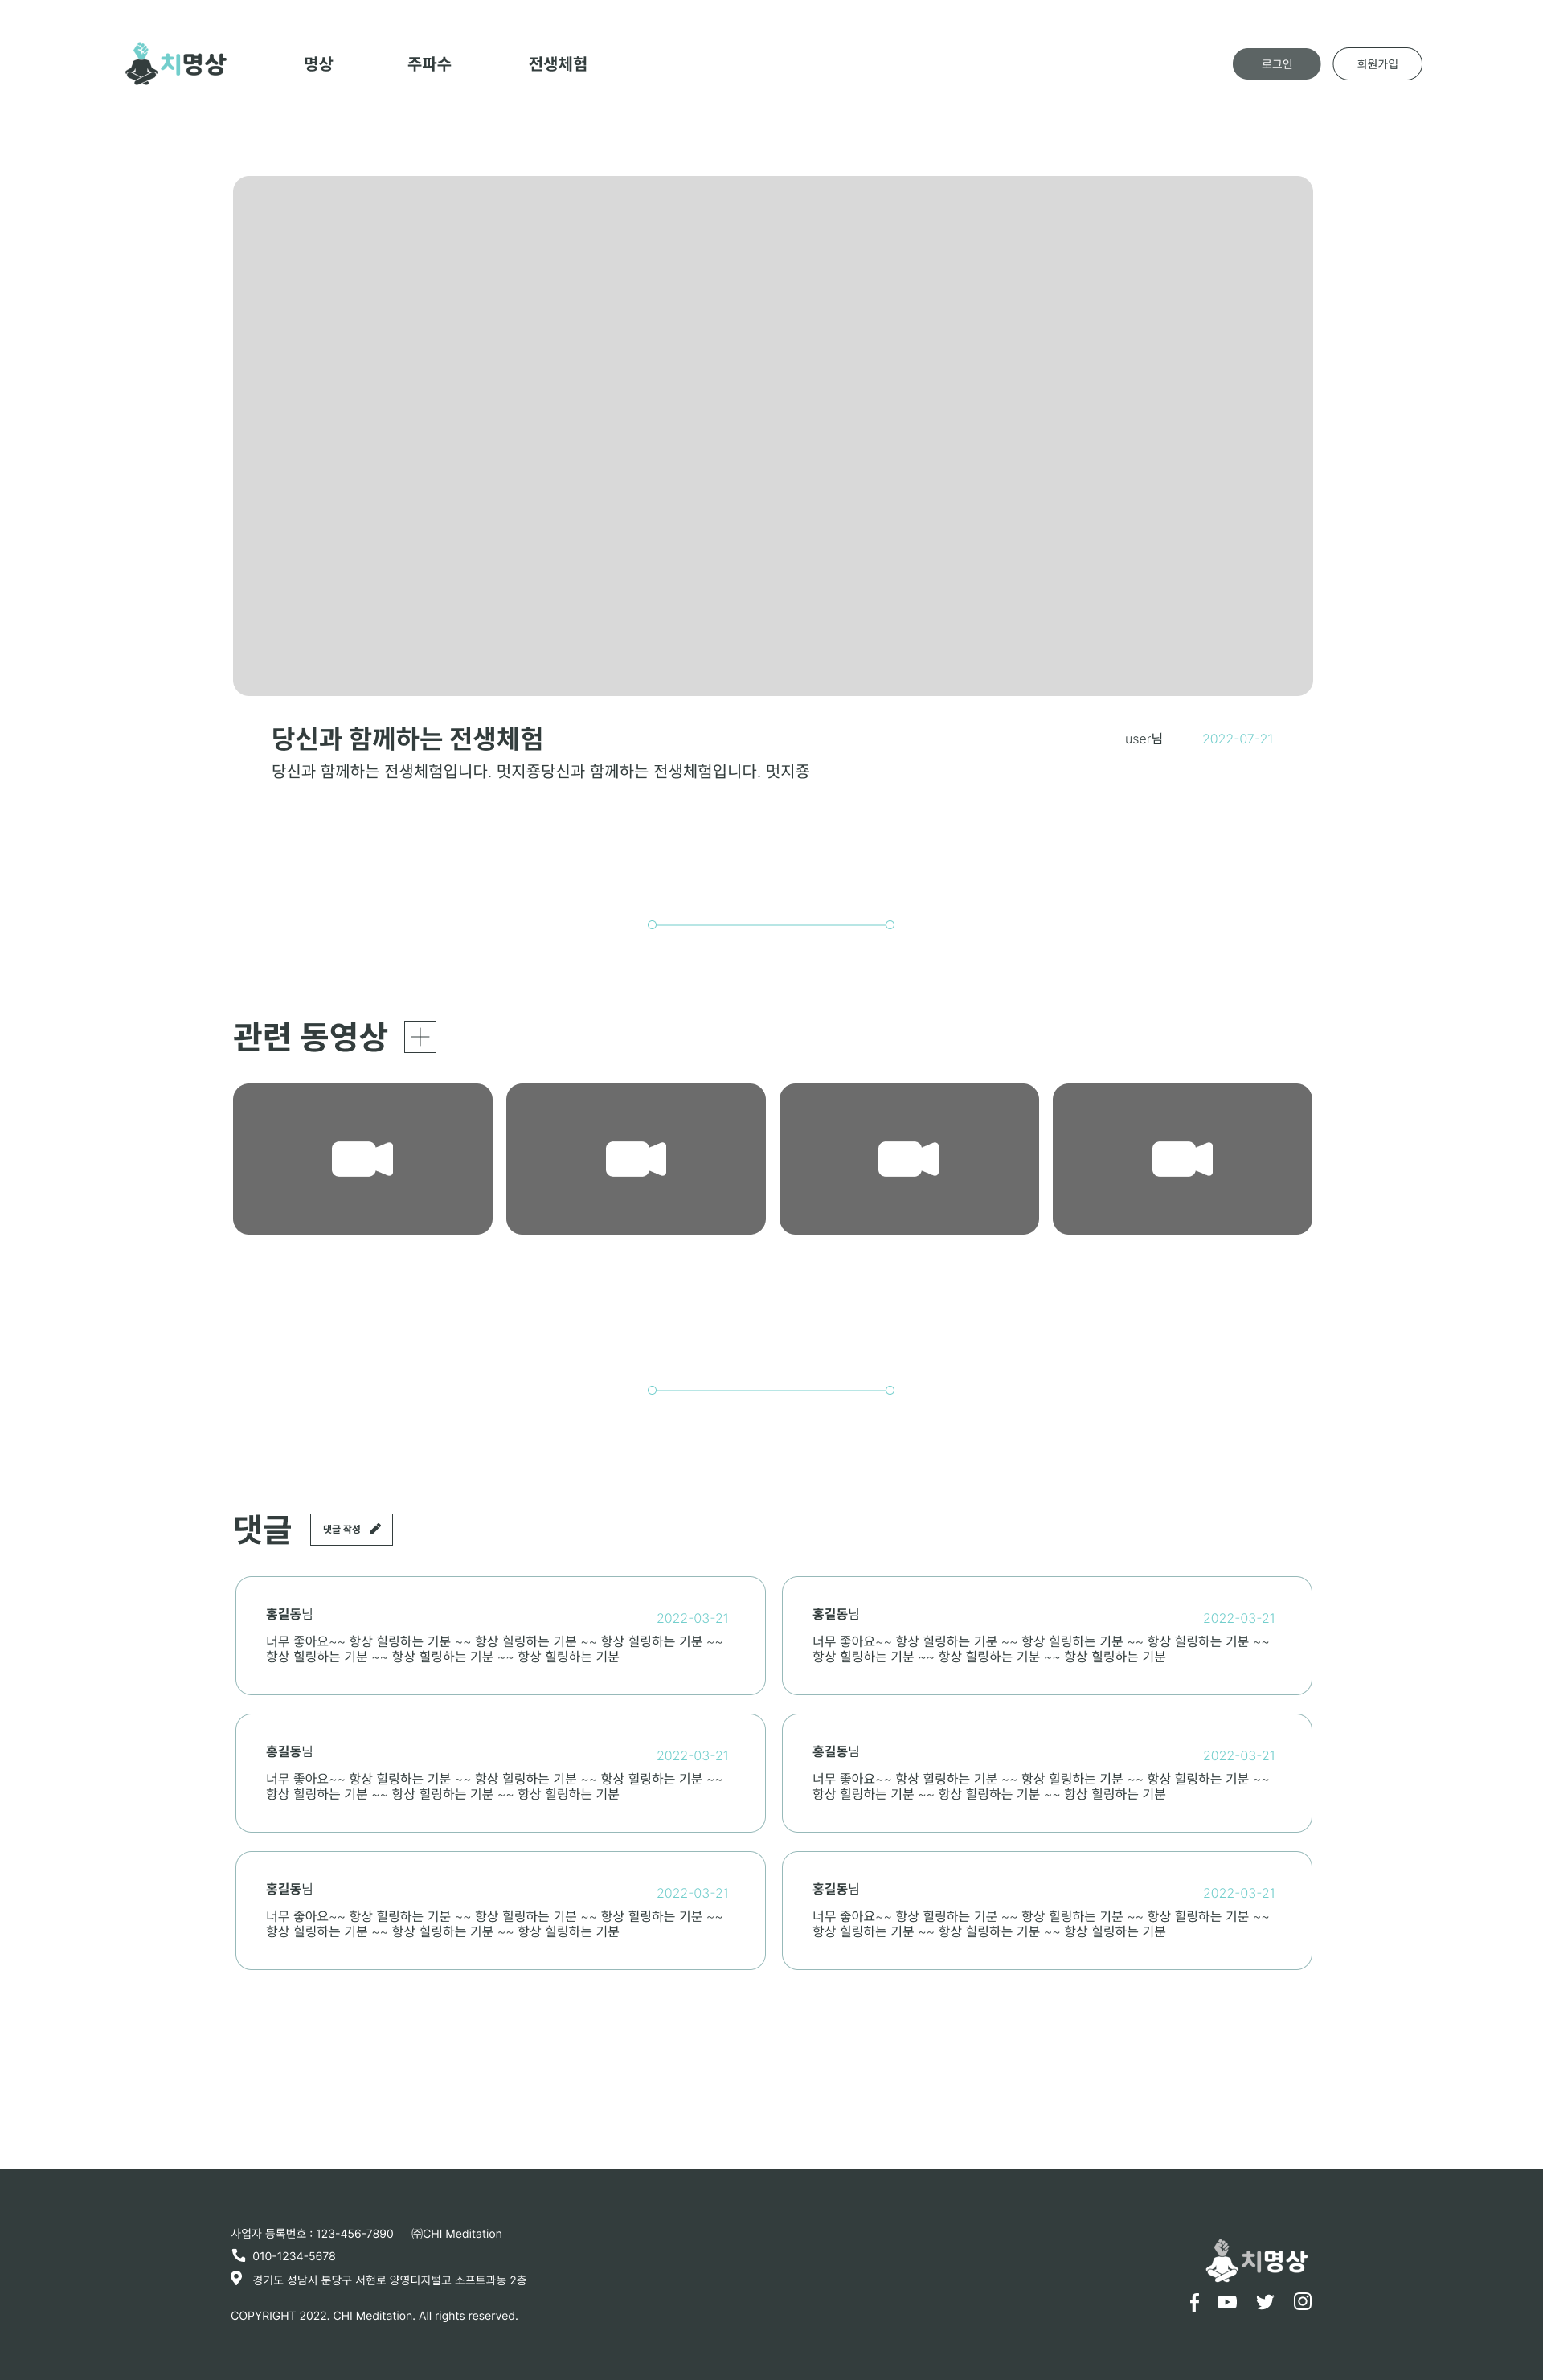 치명상
명상
주파수
전생체험
로그인
회원가입
당신과 함께하는 전생체험
user님
2022-07-21
당신과 함께하는 전생체험입니다. 멋지죵당신과 함께하는 전생체험입니다. 멋지죵
관련 동영상
댓글
댓글 작성
홍길동님
2022-03-21
너무 좋아요~~ 항상 힐링하는 기분 ~~ 항상 힐링하는 기분 ~~ 항상 힐링하는 기분 ~~
항상 힐링하는 기분 ~~ 항상 힐링하는 기분 ~~ 항상 힐링하는 기분
홍길동님
2022-03-21
너무 좋아요~~ 항상 힐링하는 기분 ~~ 항상 힐링하는 기분 ~~ 항상 힐링하는 기분 ~~
항상 힐링하는 기분 ~~ 항상 힐링하는 기분 ~~ 항상 힐링하는 기분
홍길동님
2022-03-21
너무 좋아요~~ 항상 힐링하는 기분 ~~ 항상 힐링하는 기분 ~~ 항상 힐링하는 기분 ~~
항상 힐링하는 기분 ~~ 항상 힐링하는 기분 ~~ 항상 힐링하는 기분
홍길동님
2022-03-21
너무 좋아요~~ 항상 힐링하는 기분 ~~ 항상 힐링하는 기분 ~~ 항상 힐링하는 기분 ~~
항상 힐링하는 기분 ~~ 항상 힐링하는 기분 ~~ 항상 힐링하는 기분
홍길동님
2022-03-21
너무 좋아요~~ 항상 힐링하는 기분 ~~ 항상 힐링하는 기분 ~~ 항상 힐링하는 기분 ~~
항상 힐링하는 기분 ~~ 항상 힐링하는 기분 ~~ 항상 힐링하는 기분
홍길동님
2022-03-21
너무 좋아요~~ 항상 힐링하는 기분 ~~ 항상 힐링하는 기분 ~~ 항상 힐링하는 기분 ~~
항상 힐링하는 기분 ~~ 항상 힐링하는 기분 ~~ 항상 힐링하는 기분
사업자 등록번호 : 123-456-7890 ㈜CHI Meditation
010-1234-5678
경기도 성남시 분당구 서현로 양영디지털고 소프트과동 2층
COPYRIGHT 2022. CHI Meditation. All rights reserved.
치명상